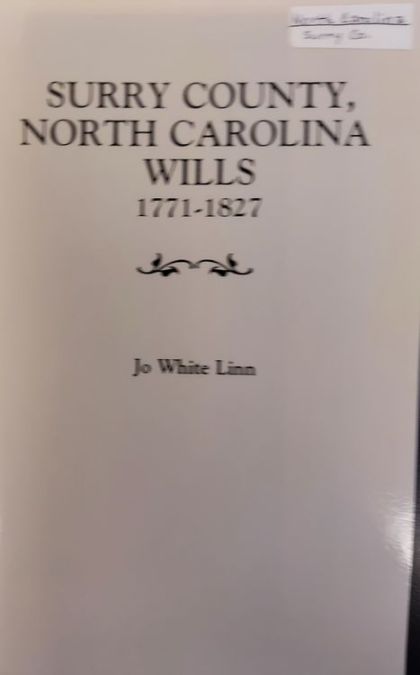 North Carolina
Surry Co.
SURRY COUNTY,
NORTH CAROLINA
WILLS
1771-1827
Jo White Linn